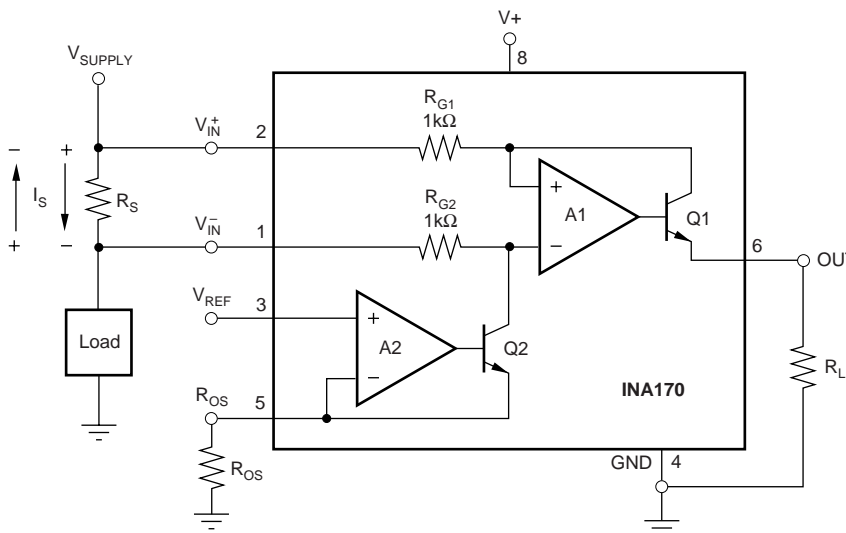 V+
8
V_SUPPLY
R_G1
1kΩ
V_IN^+
2
− +
I_S
R_S
+ −
R_G2
1kΩ
+
A1
−
Q1
V_IN^−
1
6
OU
V_REF
3
+
A2
−
Q2
Load
R_L
INA170
R_OS
5
R_OS
GND
4